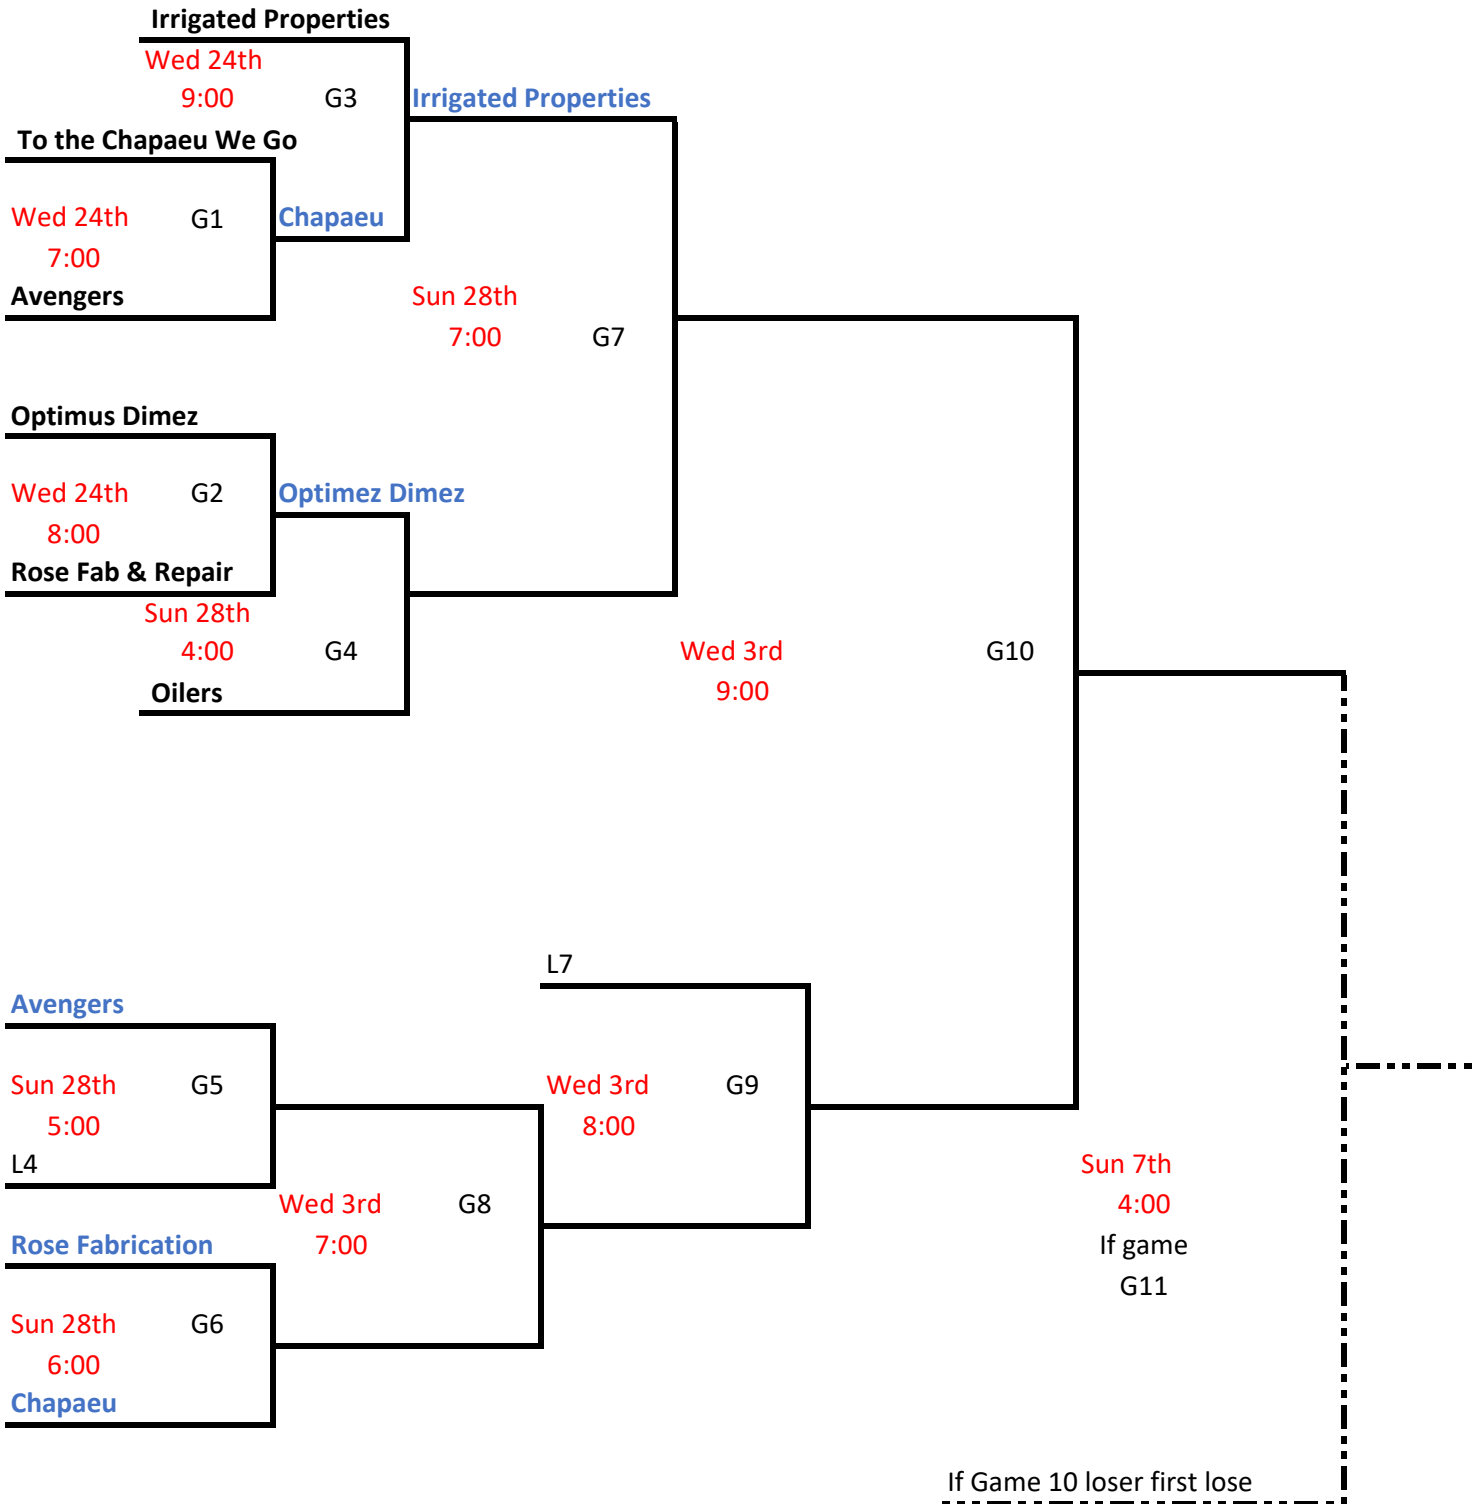 Irrigated Properties
Wed 24th
9:00 G3 Irrigated Properties
To the Chapaeu We Go
Wed 24th G1 Chapaeu
7:00
Avengers Sun 28th
7:00 G7
Optimus Dimez
Wed 24th G2 Optimez Dimez
8:00
Rose Fab & Repair
Sun 28th
4:00 G4 Wed 3rd G10
Oilers 9:00
L7
Avengers
Sun 28th G5 Wed 3rd G9
5:00 8:00
L4 Sun 7th
Wed 3rd G8 4:00
Rose Fabrication 7:00 If game
G11
Sun 28th G6
6:00
Chapaeu
If Game 10 loser first lose